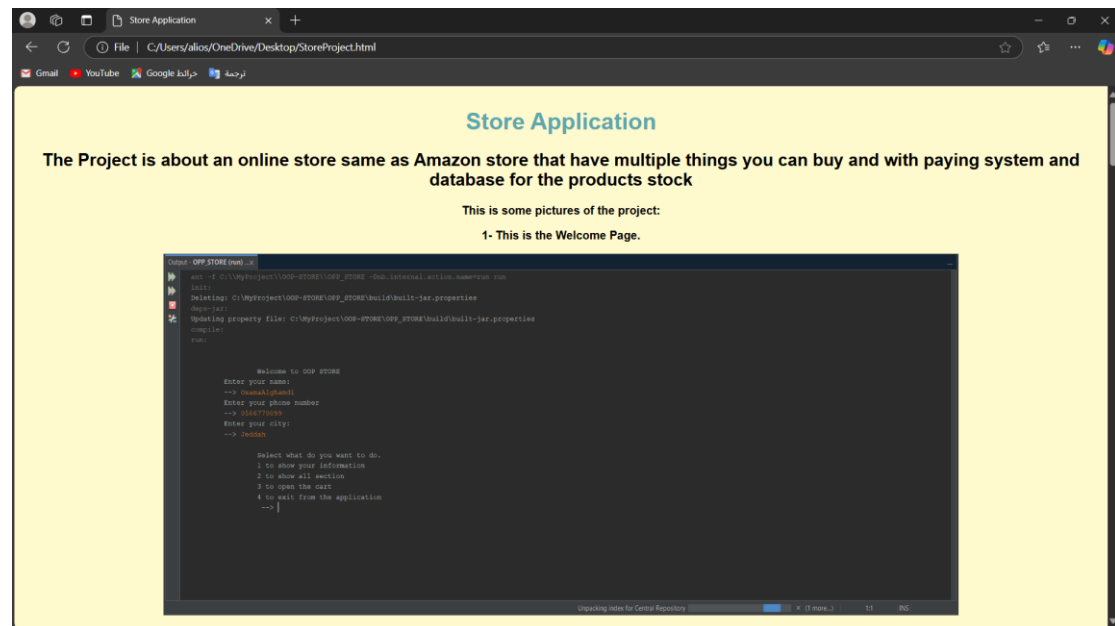 Store Application
File | C:/Users/alios/OneDrive/Desktop/StoreProject.html
Gmail YouTube خرائط Google ترجمة
Store Application
The Project is about an online store same as Amazon store that have multiple things you can buy and with paying system and
database for the products stock
This is some pictures of the project:
1- This is the Welcome Page.
Output - OPP_STORE (run) ...
ant -f C:\\MyProject\\OOP-STORE\\OPP_STORE -Dnb.internal.action.name=run run
init:
Deleting: C:\MyProject\OOP-STORE\OPP_STORE\build\built-jar.properties
deps-jar:
Updating property file: C:\MyProject\OOP-STORE\OPP_STORE\build\built-jar.properties
compile:
run:
Welcome to OOP STORE
Enter your name:
--> OsamaAlghamdi
Enter your phone number
--> 0506770099
Enter your city:
--> Jeddah
Select what do you want to do.
1 to show your information
2 to show all section
3 to open the cart
4 to exit from the application
-->
Unpacking index for Central Repository (1 more...) 1:1 INS